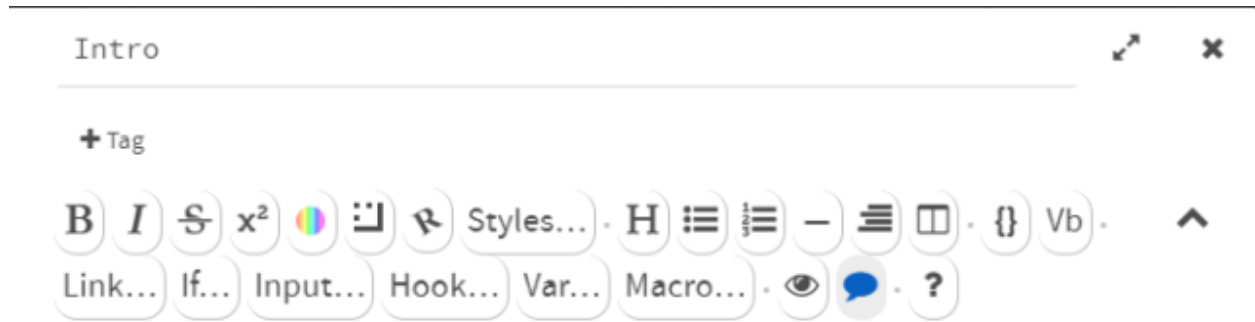 Intro
+ Tag
B I S x² R Styles... H {} Vb
Link... If... Input... Hook... Var... Macro... ?